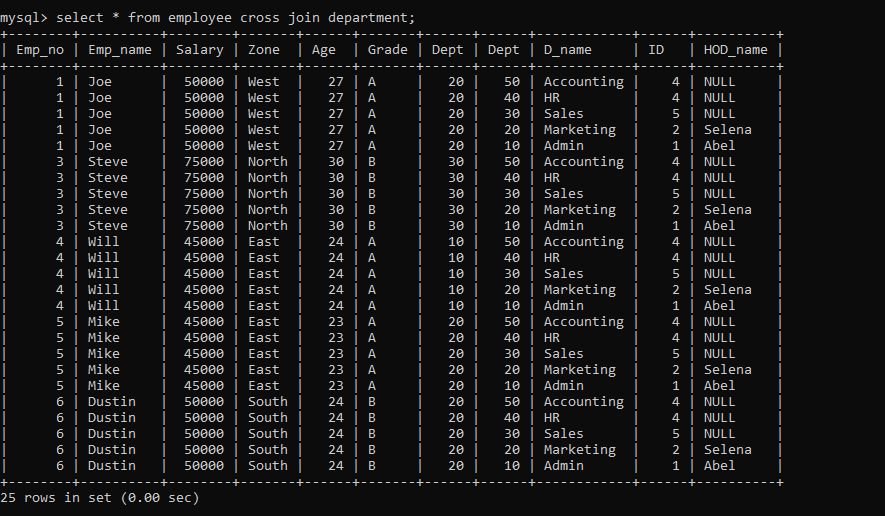 mysql> select * from employee cross join department;
+--------+----------+--------+-------+------+-------+------+------+------------+------+----------+
| Emp_no | Emp_name | Salary | Zone  | Age  | Grade | Dept | Dept | D_name     | ID   | HOD_name |
+--------+----------+--------+-------+------+-------+------+------+------------+------+----------+
|      1 | Joe      |  50000 | West  |   27 | A     |   20 |   50 | Accounting |    4 | NULL     |
|      1 | Joe      |  50000 | West  |   27 | A     |   20 |   40 | HR         |    4 | NULL     |
|      1 | Joe      |  50000 | West  |   27 | A     |   20 |   30 | Sales      |    5 | NULL     |
|      1 | Joe      |  50000 | West  |   27 | A     |   20 |   20 | Marketing  |    2 | Selena   |
|      1 | Joe      |  50000 | West  |   27 | A     |   20 |   10 | Admin      |    1 | Abel     |
|      3 | Steve    |  75000 | North |   30 | B     |   30 |   50 | Accounting |    4 | NULL     |
|      3 | Steve    |  75000 | North |   30 | B     |   30 |   40 | HR         |    4 | NULL     |
|      3 | Steve    |  75000 | North |   30 | B     |   30 |   30 | Sales      |    5 | NULL     |
|      3 | Steve    |  75000 | North |   30 | B     |   30 |   20 | Marketing  |    2 | Selena   |
|      3 | Steve    |  75000 | North |   30 | B     |   30 |   10 | Admin      |    1 | Abel     |
|      4 | Will     |  45000 | East  |   24 | A     |   10 |   50 | Accounting |    4 | NULL     |
|      4 | Will     |  45000 | East  |   24 | A     |   10 |   40 | HR         |    4 | NULL     |
|      4 | Will     |  45000 | East  |   24 | A     |   10 |   30 | Sales      |    5 | NULL     |
|      4 | Will     |  45000 | East  |   24 | A     |   10 |   20 | Marketing  |    2 | Selena   |
|      4 | Will     |  45000 | East  |   24 | A     |   10 |   10 | Admin      |    1 | Abel     |
|      5 | Mike     |  45000 | East  |   23 | A     |   20 |   50 | Accounting |    4 | NULL     |
|      5 | Mike     |  45000 | East  |   23 | A     |   20 |   40 | HR         |    4 | NULL     |
|      5 | Mike     |  45000 | East  |   23 | A     |   20 |   30 | Sales      |    5 | NULL     |
|      5 | Mike     |  45000 | East  |   23 | A     |   20 |   20 | Marketing  |    2 | Selena   |
|      5 | Mike     |  45000 | East  |   23 | A     |   20 |   10 | Admin      |    1 | Abel     |
|      6 | Dustin   |  50000 | South |   24 | B     |   20 |   50 | Accounting |    4 | NULL     |
|      6 | Dustin   |  50000 | South |   24 | B     |   20 |   40 | HR         |    4 | NULL     |
|      6 | Dustin   |  50000 | South |   24 | B     |   20 |   30 | Sales      |    5 | NULL     |
|      6 | Dustin   |  50000 | South |   24 | B     |   20 |   20 | Marketing  |    2 | Selena   |
|      6 | Dustin   |  50000 | South |   24 | B     |   20 |   10 | Admin      |    1 | Abel     |
+--------+----------+--------+-------+------+-------+------+------+------------+------+----------+
25 rows in set (0.00 sec)